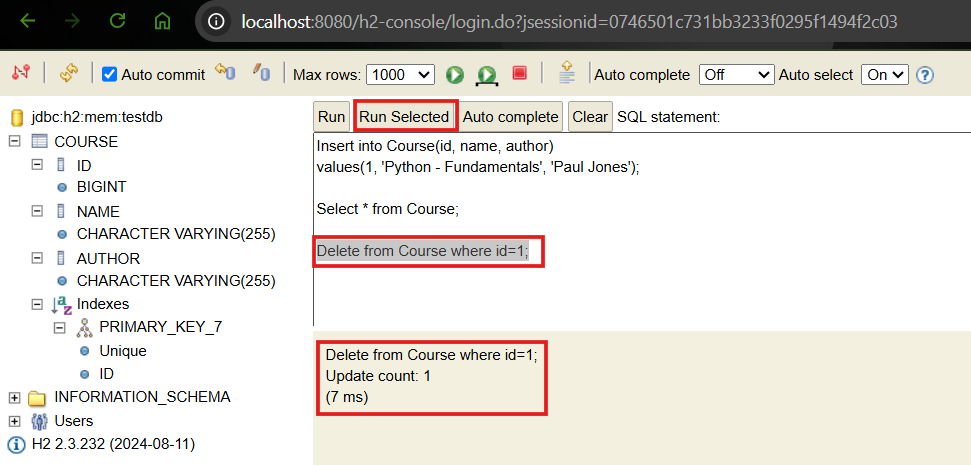 localhost:8080/h2-console/login.do?jsessionid=0746501c731bb3233f0295f1494f2c03
Auto commit Max rows: 1000 Auto complete Off Auto select On
jdbc:h2:mem:testdb
COURSE
ID
BIGINT
NAME
CHARACTER VARYING(255)
AUTHOR
CHARACTER VARYING(255)
Indexes
PRIMARY_KEY_7
Unique
ID
INFORMATION_SCHEMA
Users
H2 2.3.232 (2024-08-11)
Run Run Selected Auto complete Clear SQL statement:
Insert into Course(id, name, author)
values(1, 'Python - Fundamentals', 'Paul Jones');
Select * from Course;
Delete from Course where id=1;
Delete from Course where id=1;
Update count: 1
(7 ms)